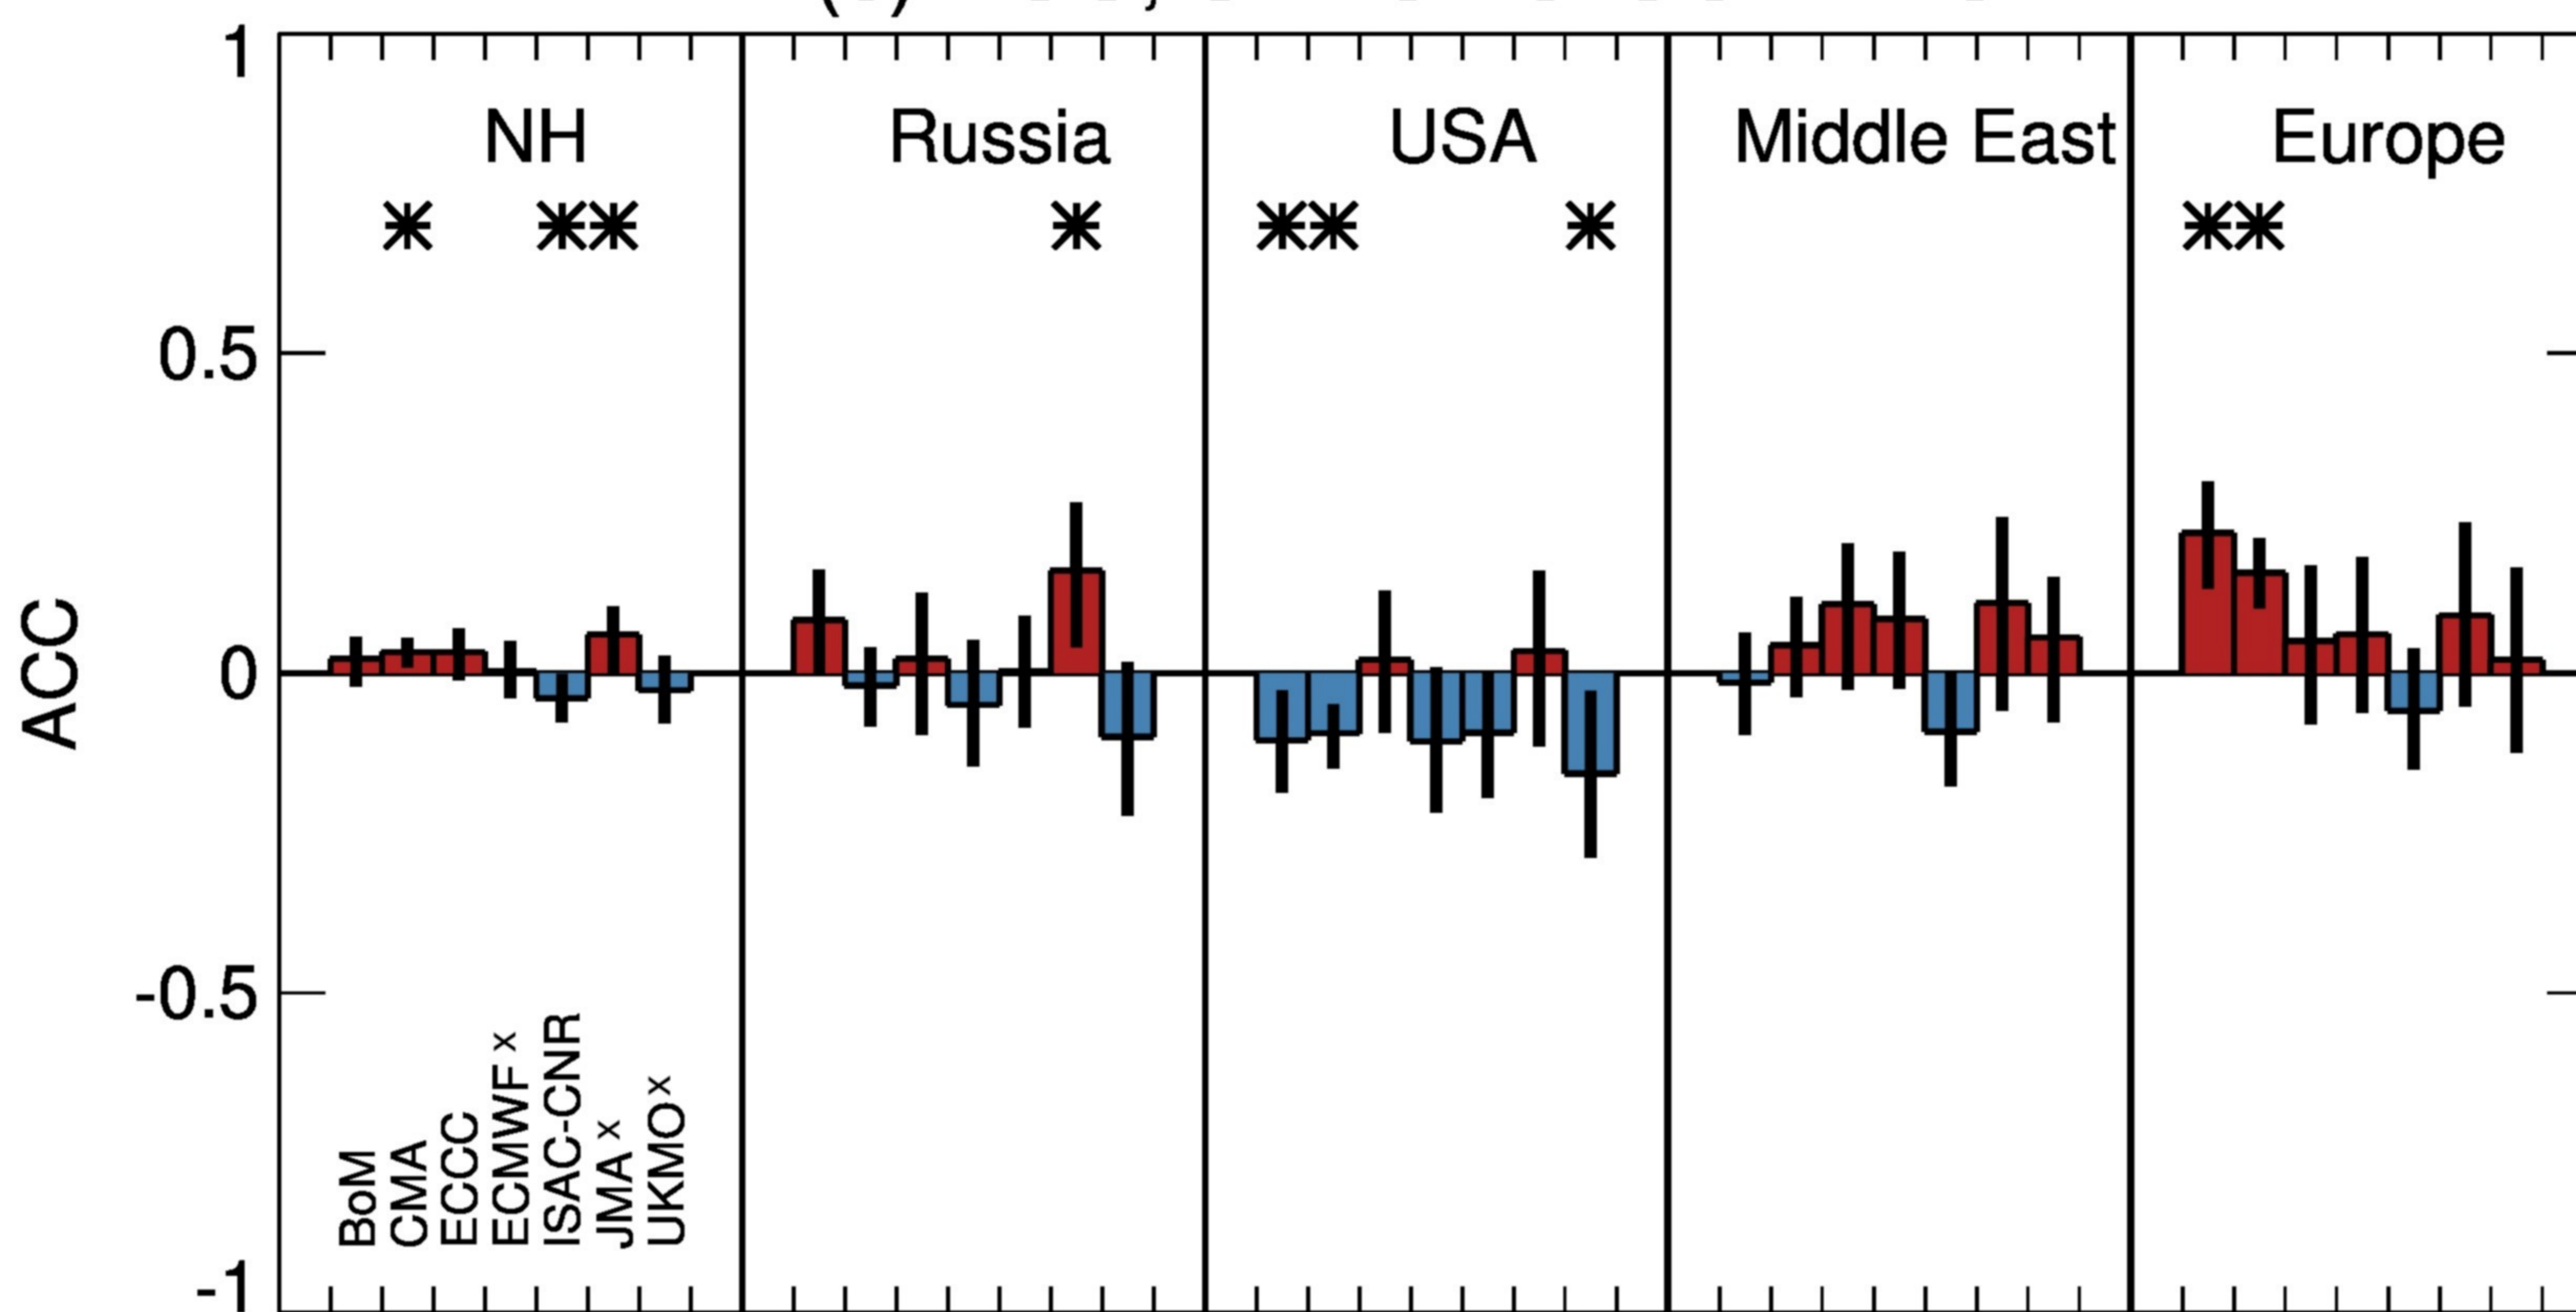 1
NH
Russia
USA
Middle East
Europe
0.5
ACC
0
-0.5
BoM
CMA
ECCC
ECMWF x
ISAC-CNR
JMA x
UKMO x
-1